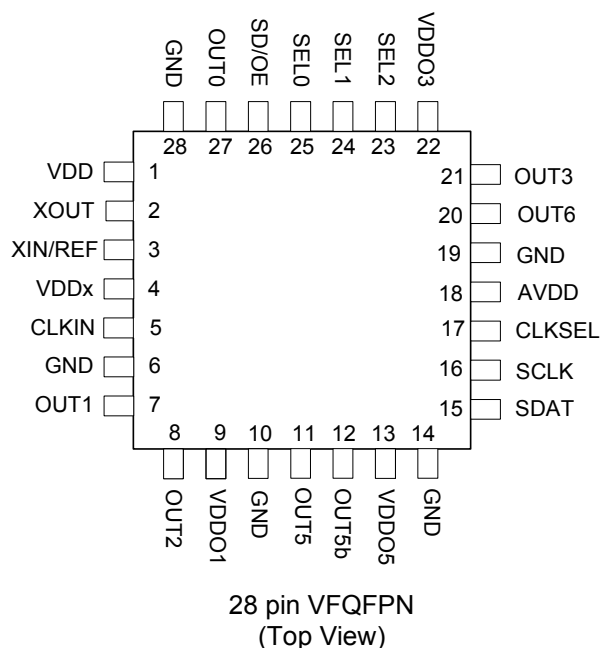 GND
OUT0
SD/OE
SEL0
SEL1
SEL2
VDDO3
28
27
26
25
24
23
22
VDD 1
XOUT 2
XIN/REF 3
VDDx 4
CLKIN 5
GND 6
OUT1 7
21 OUT3
20 OUT6
19 GND
18 AVDD
17 CLKSEL
16 SCLK
15 SDAT
8
9
10
11
12
13
14
OUT2
VDDO1
GND
OUT5
OUT5b
VDDO5
GND
28 pin VFQFPN
(Top View)